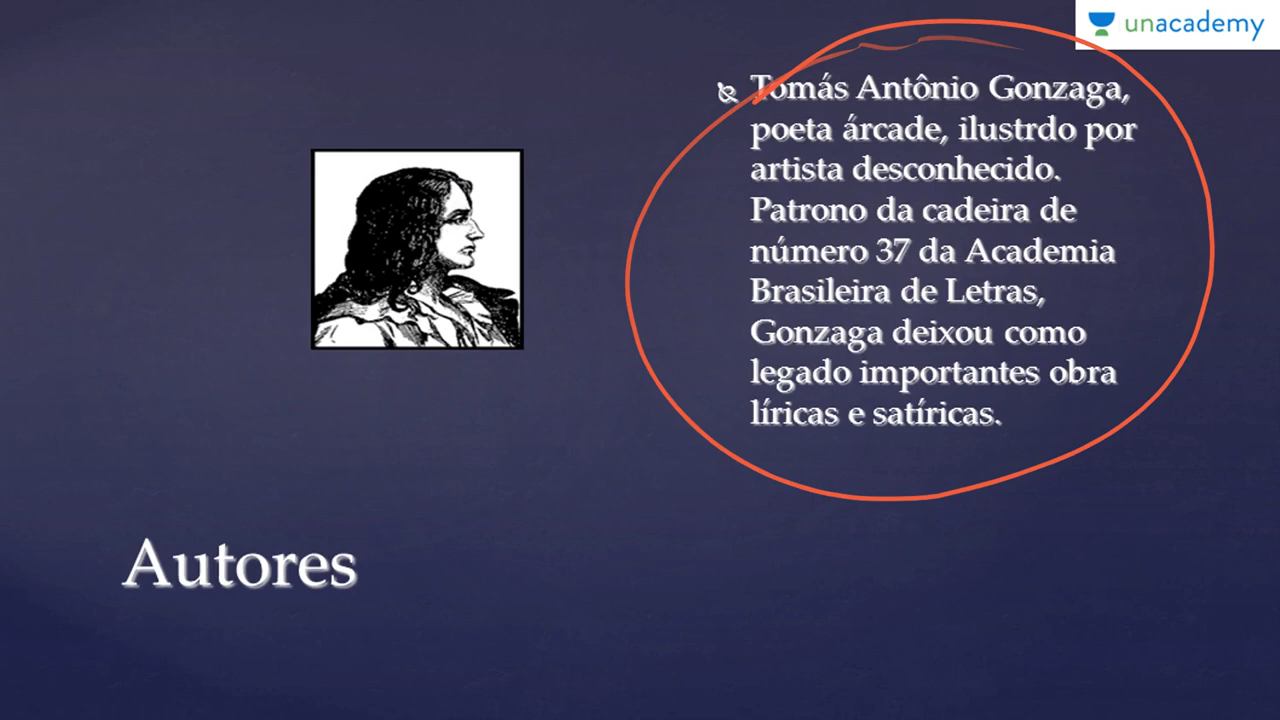 unacademy
Tomás Antônio Gonzaga,
poeta árcade, ilustrdo por
artista desconhecido.
Patrono da cadeira de
número 37 da Academia
Brasileira de Letras,
Gonzaga deixou como
legado importantes obra
líricas e satíricas.
Autores